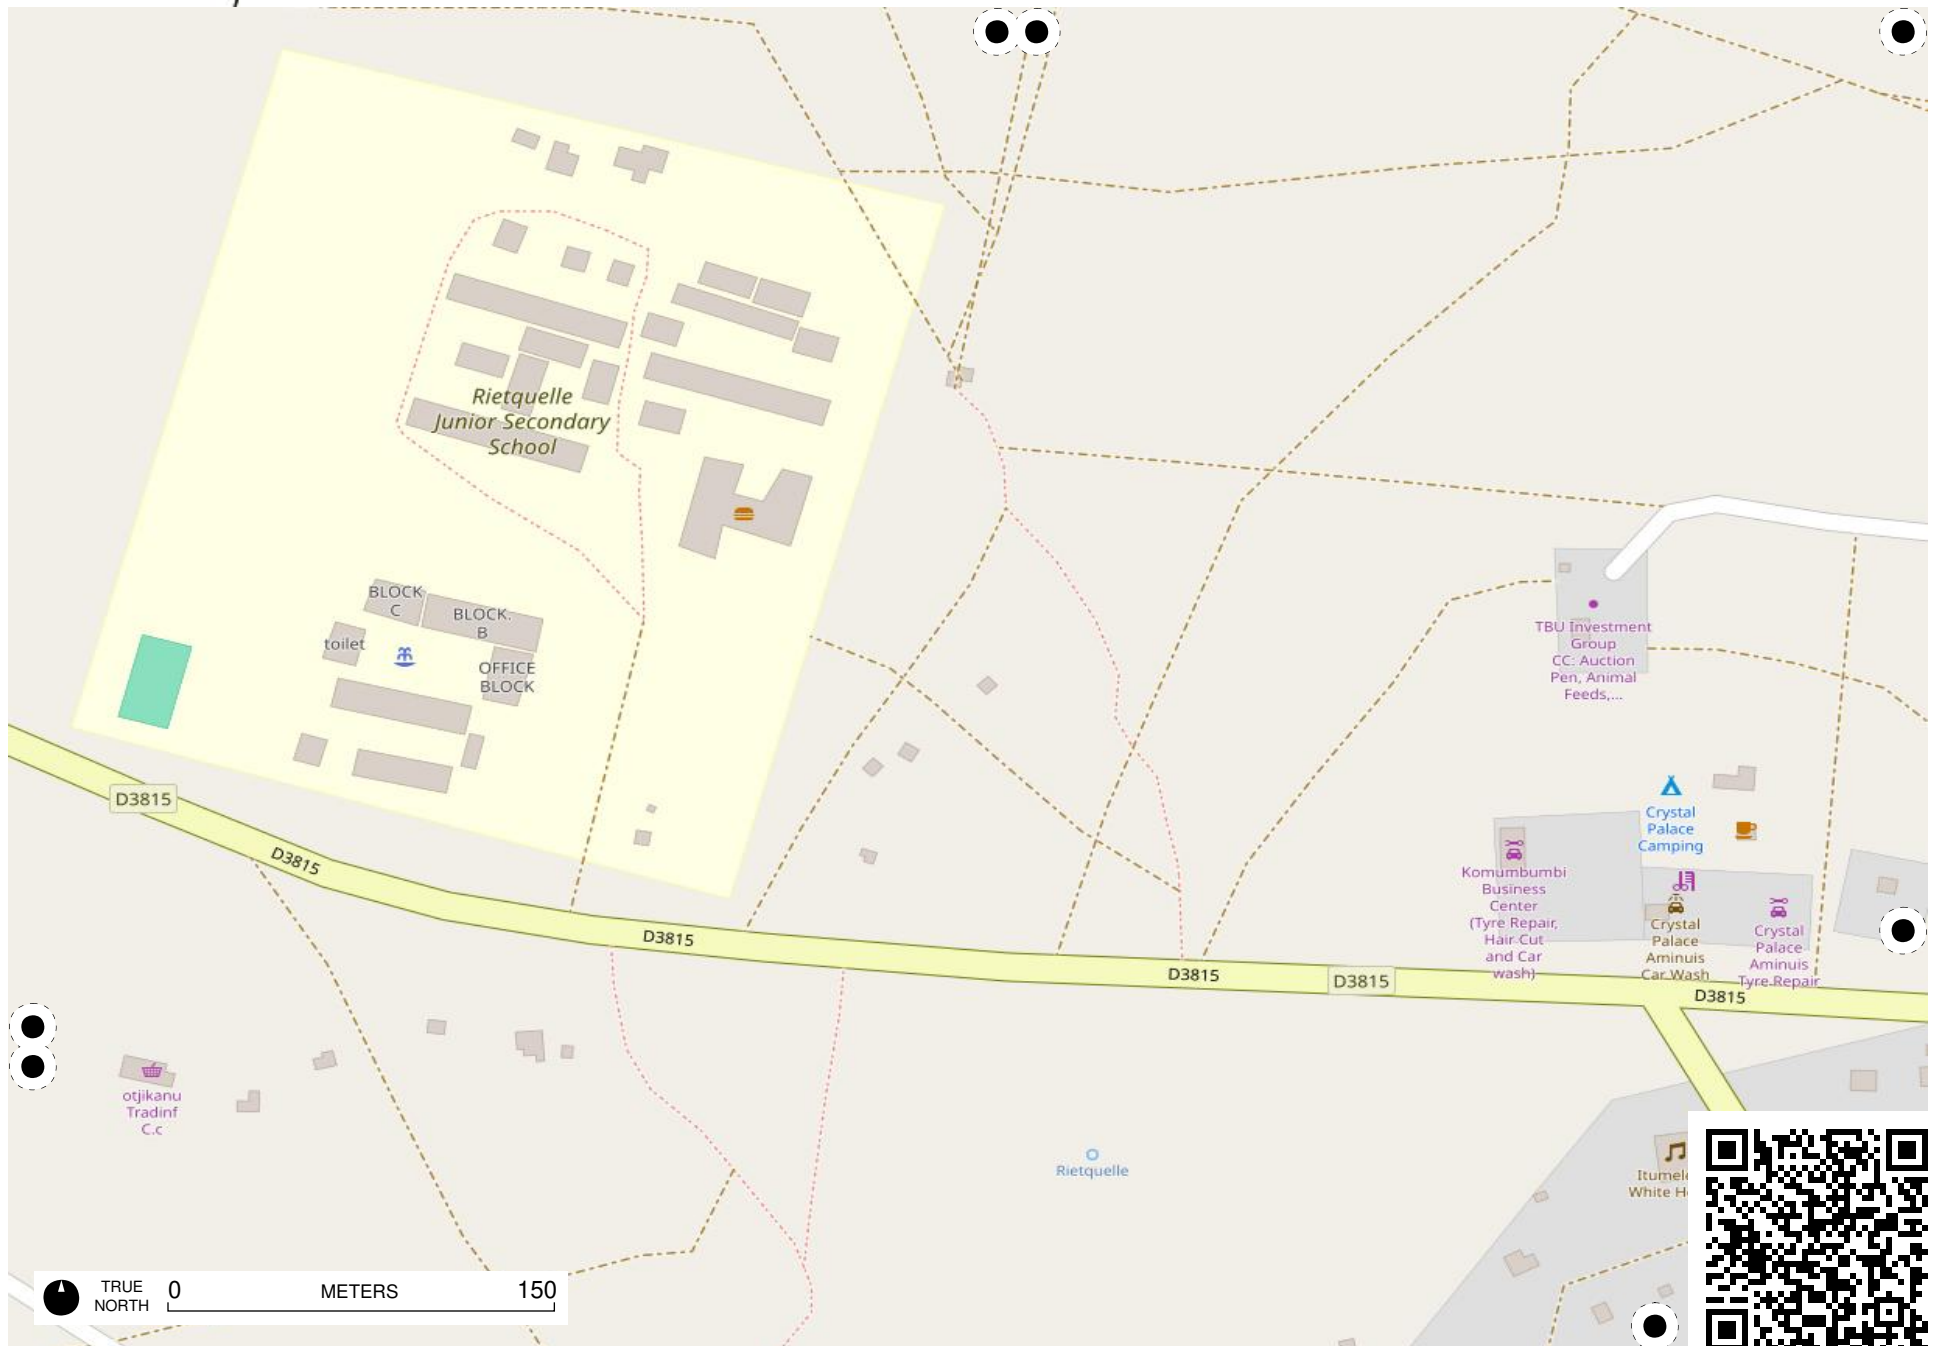 Rietquelle
Junior Secondary
School
BLOCK
C
BLOCK.
B
toilet
OFFICE
BLOCK
TBU Investment
Group
CC: Auction
Pen, Animal
Feeds,...
D3815
D3815
D3815
D3815
D3815
D3815
Crystal
Palace
Camping
Komumbumbi
Business
Center
(Tyre Repair,
Hair Cut
and Car
wash)
Crystal
Palace
Aminuis
Car Wash
Crystal
Palace
Aminuis
Tyre Repair
otjikanu
Tradinf
C.c
Rietquelle
White
TRUE
NORTH
0 METERS 150